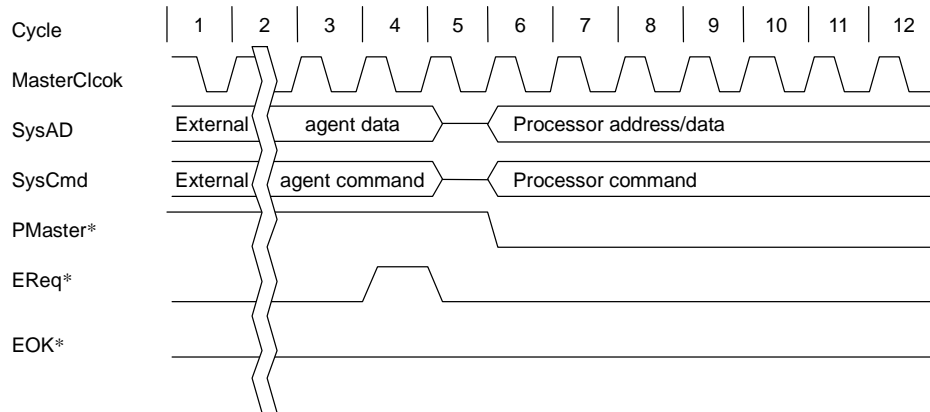 Cycle 1 2 3 4 5 6 7 8 9 10 11 12
MasterClcok
SysAD External agent data Processor address/data
SysCmd External agent command Processor command
PMaster*
EReq*
EOK*